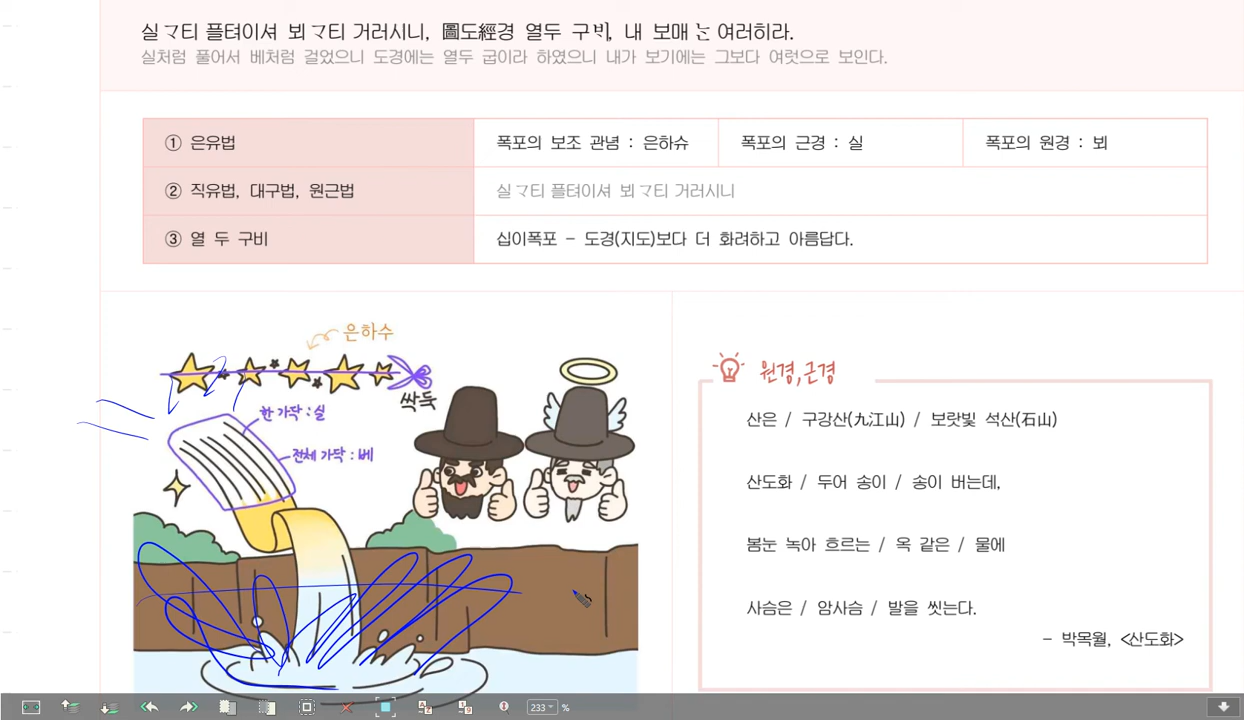 실ᄀᆞ티 플텨이셔 뵈ᄀᆞ티 거러시니, 圖도經경 열두 구ᄇᆡ, 내 보매ᄂᆞᆫ 여러히라.
실처럼 풀어서 베처럼 걸었으니 도경에는 열두 굽이라 하였으니 내가 보기에는 그보다 여럿으로 보인다.
① 은유법 폭포의 보조 관념 : 은하슈 폭포의 근경 : 실 폭포의 원경 : 뵈
② 직유법, 대구법, 원근법 실ᄀᆞ티 플텨이셔 뵈ᄀᆞ티 거러시니
③ 열 두 구비 십이폭포 - 도경(지도)보다 더 화려하고 아름답다.
은하수
싹둑
한 가닥 : 실
전체 가닥 : 베
원경, 근경
산은 / 구강산(九江山) / 보랏빛 석산(石山)
산도화 / 두어 송이 / 송이 버는데,
봄눈 녹아 흐르는 / 옥 같은 / 물에
사슴은 / 암사슴 / 발을 씻는다.
- 박목월, <산도화>
233 %